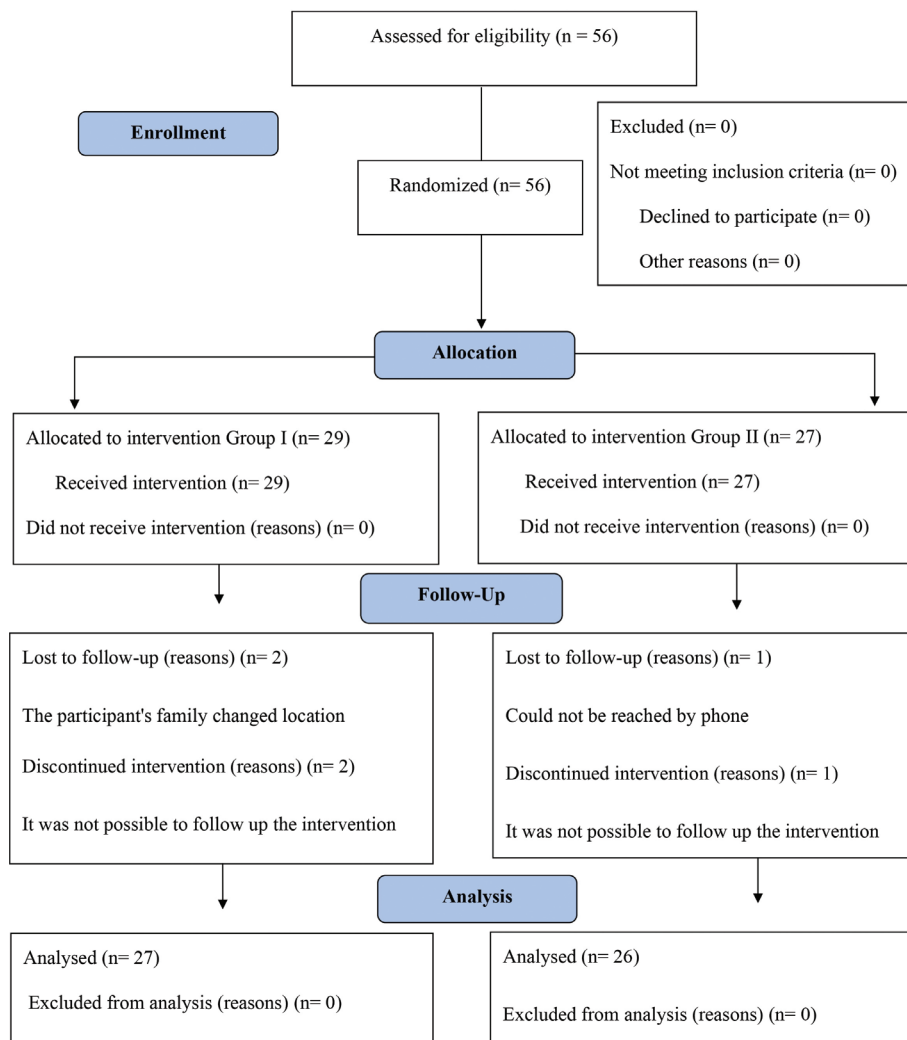 Assessed for eligibility (n = 56)
Enrollment
Excluded (n= 0)
Not meeting inclusion criteria (n= 0)
Declined to participate (n= 0)
Other reasons (n= 0)
Randomized (n= 56)
Allocation
Allocated to intervention Group I (n= 29)
Received intervention (n= 29)
Did not receive intervention (reasons) (n= 0)
Allocated to intervention Group II (n= 27)
Received intervention (n= 27)
Did not receive intervention (reasons) (n= 0)
Follow-Up
Lost to follow-up (reasons) (n= 2)
The participant's family changed location
Discontinued intervention (reasons) (n= 2)
It was not possible to follow up the intervention
Lost to follow-up (reasons) (n= 1)
Could not be reached by phone
Discontinued intervention (reasons) (n= 1)
It was not possible to follow up the intervention
Analysis
Analysed (n= 27)
Excluded from analysis (reasons) (n= 0)
Analysed (n= 26)
Excluded from analysis (reasons) (n= 0)